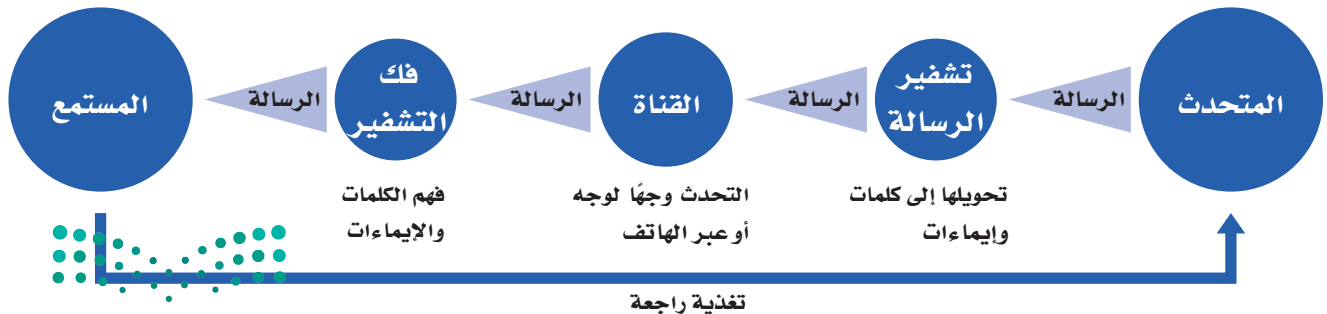 المتحدث
الرسالة
تشفير
الرسالة
تحويلها إلى كلمات
وإيماءات
الرسالة
القناة
التحدث وجهًا لوجه
أو عبر الهاتف
الرسالة
فك
التشفير
فهم الكلمات
والإيماءات
الرسالة
المستمع
تغذية راجعة